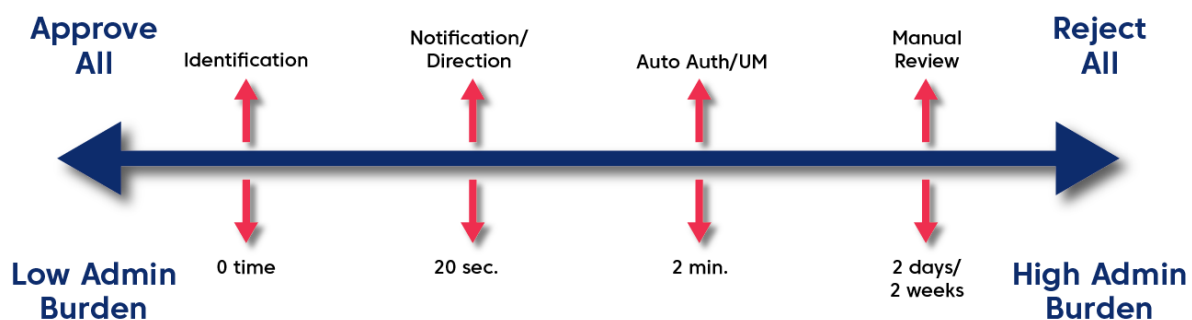 Approve
All
Identification
Notification/
Direction
Auto Auth/UM
Manual
Review
Reject
All
Low Admin
Burden
0 time
20 sec.
2 min.
2 days/
2 weeks
High Admin
Burden